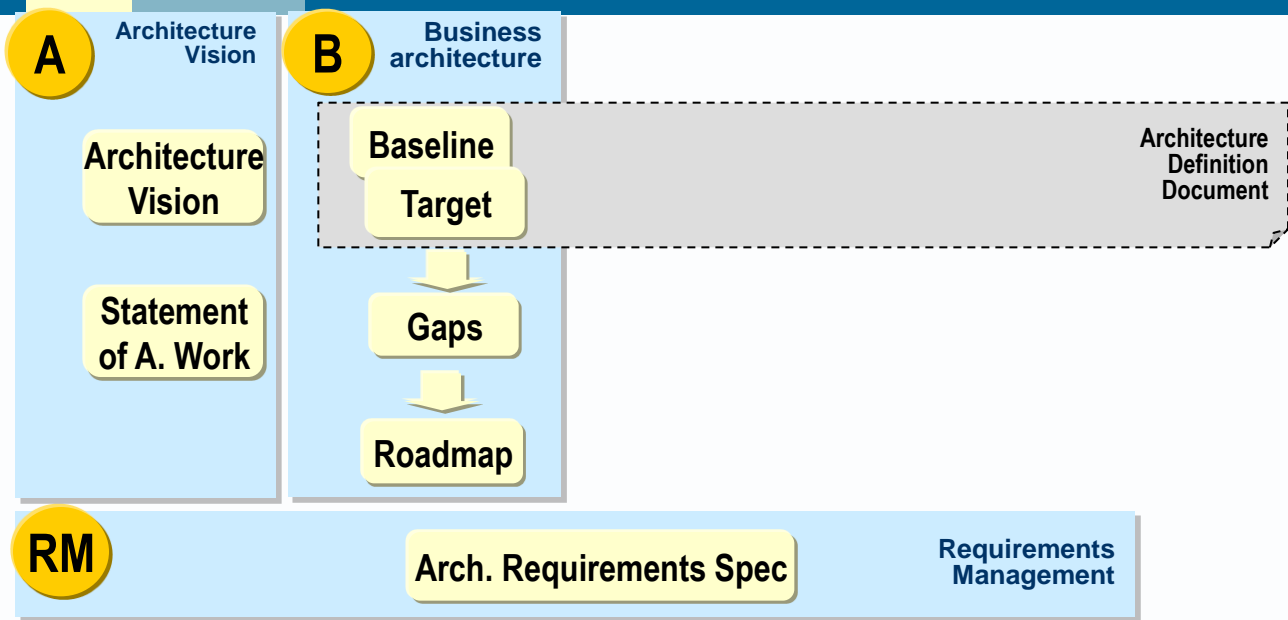 A
Architecture
Vision
Architecture
Vision
Statement
of A. Work
B
Business
architecture
Baseline
Target
Gaps
Roadmap
Architecture
Definition
Document
RM
Arch. Requirements Spec
Requirements
Management